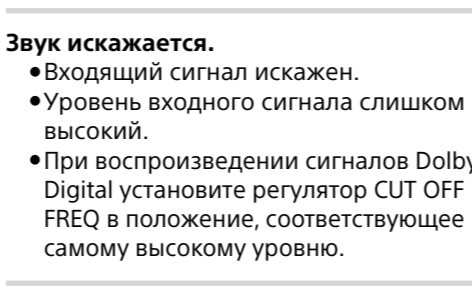 Звук искажается.
•Входящий сигнал искажен.
•Уровень входного сигнала слишком
высокий.
•При воспроизведении сигналов Dolby
Digital установите регулятор CUT OFF
FREQ в положение, соответствующее
самому высокому уровню.